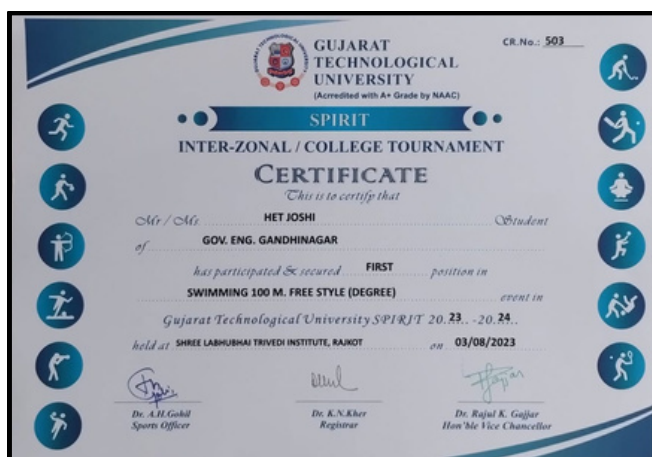 GUJARAT
TECHNOLOGICAL
UNIVERSITY
(Acrredited with A+ Grade by NAAC)
CR.No.: 503
SPIRIT
INTER-ZONAL / COLLEGE TOURNAMENT
CERTIFICATE
This is to certify that
Mr / Ms. HET JOSHI Student
of GOV. ENG. GANDHINAGAR
has participated & secured FIRST position in
SWIMMING 100 M. FREE STYLE (DEGREE) event in
Gujarat Technological University SPIRIT 20.23 -20.24
held at SHREE LABHUBHAI TRIVEDI INSTITUTE, RAJKOT on 03/08/2023
Dr. A.H.Gohil Dr. K.N.Kher Dr. Rajul K. Gajjar
Sports Officer Registrar Hon'ble Vice Chancellor